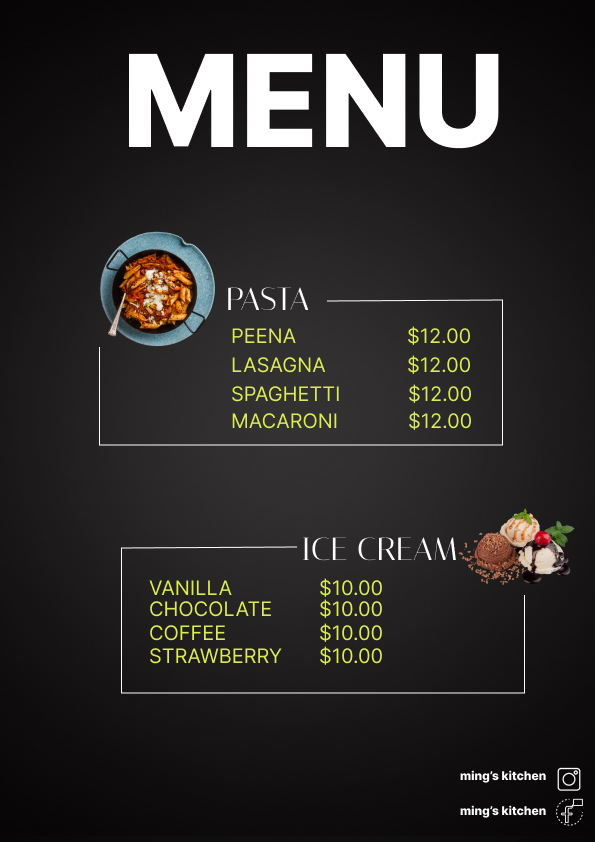 MENU
PASTA
PEENA $12.00
LASAGNA $12.00
SPAGHETTI $12.00
MACARONI $12.00
ICE CREAM
VANILLA $10.00
CHOCOLATE $10.00
COFFEE $10.00
STRAWBERRY $10.00
ming's kitchen
ming's kitchen